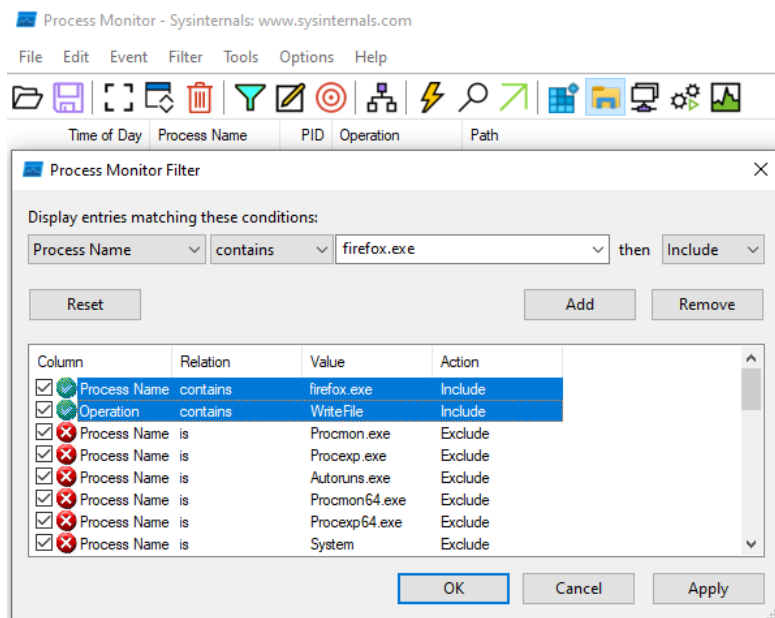 Process Monitor - Sysinternals: www.sysinternals.com
File Edit Event Filter Tools Options Help
Time of Day Process Name PID Operation Path
Process Monitor Filter
Display entries matching these conditions:
Process Name contains firefox.exe then Include
Reset Add Remove
Column Relation Value Action
Process Name contains firefox.exe Include
Operation contains WriteFile Include
Process Name is Procmon.exe Exclude
Process Name is Procexp.exe Exclude
Process Name is Autoruns.exe Exclude
Process Name is Procmon64.exe Exclude
Process Name is Procexp64.exe Exclude
Process Name is System Exclude
OK Cancel Apply